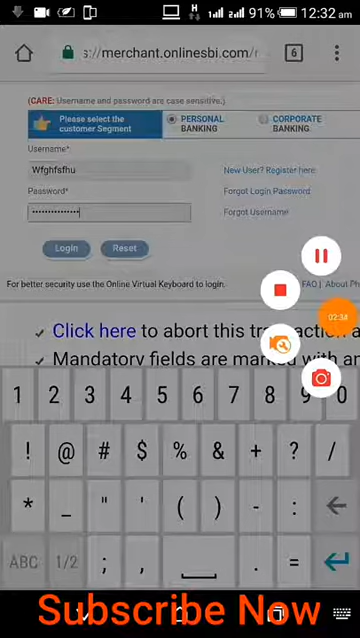 H 91% 12:32 am
s://merchant.onlinesbi.com/r 6
(CARE: Username and password are case sensitive.)
Please select the customer Segment
PERSONAL BANKING
CORPORATE BANKING
Username*
Wfghfsfhu
New User? Register here
Password*
Forgot Login Password
••••••••••••••••
Forgot Username
Login Reset
For better security use the Online Virtual Keyboard to login.
FAQ | About Ph
02:38
Click here to abort this transaction a
Mandatory fields are marked with an
1 2 3 4 5 6 7 8 9 0
! @ # $ % & + ? /
* _ " ' ( ) - :
ABC 1/2 ; , . =
Subscribe Now